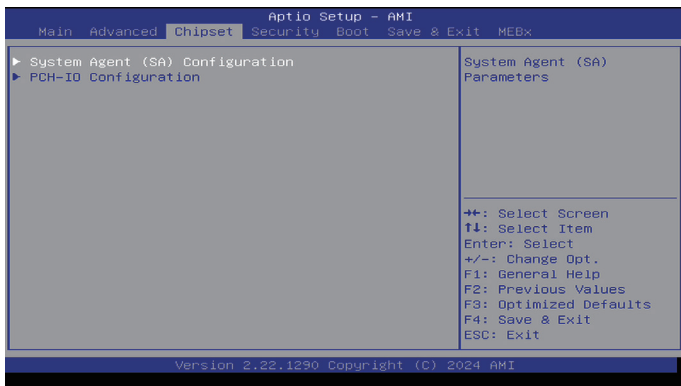 Aptio Setup – AMI
Main Advanced Chipset Security Boot Save & Exit MEBx
▶ System Agent (SA) Configuration
▶ PCH-IO Configuration
System Agent (SA)
Parameters
→←: Select Screen
↑↓: Select Item
Enter: Select
+/-: Change Opt.
F1: General Help
F2: Previous Values
F3: Optimized Defaults
F4: Save & Exit
ESC: Exit
Version 2.22.1290 Copyright (C) 2024 AMI